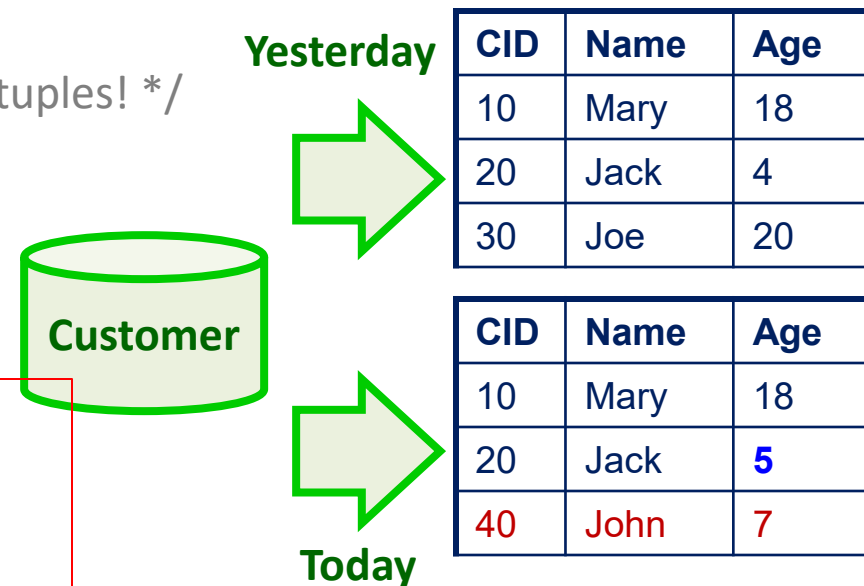 tuples! */
Yesterday
CID Name Age
10 Mary 18
20 Jack 4
30 Joe 20
Customer
CID Name Age
10 Mary 18
20 Jack 5
40 John 7
Today